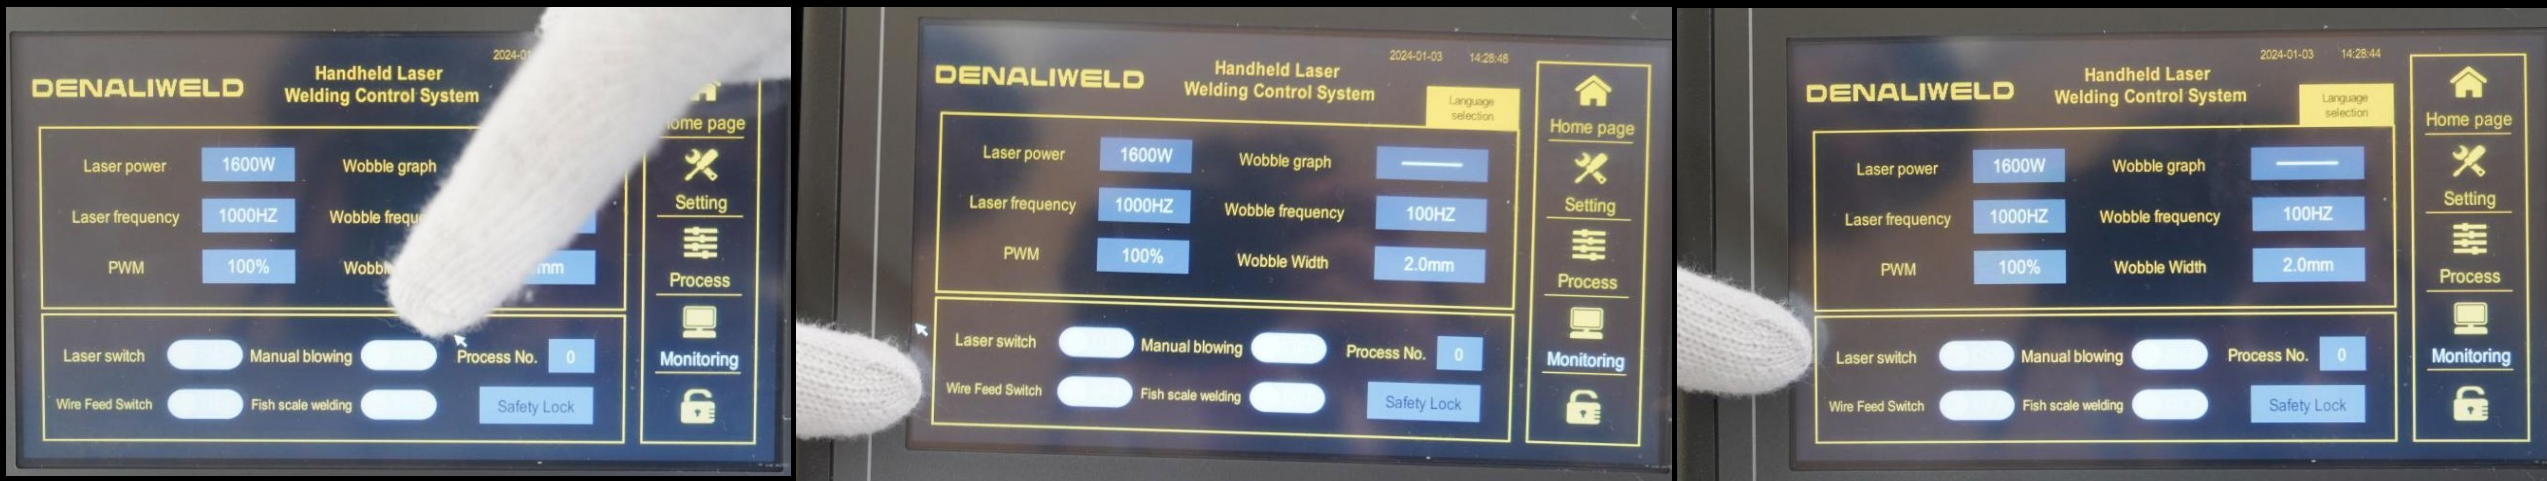 2024-01
DENALIWELD
Handheld Laser
Welding Control System
Home page
Laser power 1600W Wobble graph
Setting
Laser frequency 1000HZ
PWM 100% mm
Process
Laser switch Manual blowing Process No. 0
Monitoring
Wire Feed Switch Fish scale welding Safety Lock
2024-01-03 14:28:48
DENALIWELD
Handheld Laser
Welding Control System
Language
selection
Home page
Laser power 1600W Wobble graph
Setting
Laser frequency 1000HZ Wobble frequency 100HZ
PWM 100% Wobble Width 2.0mm
Process
Laser switch Manual blowing Process No. 0
Monitoring
Wire Feed Switch Fish scale welding Safety Lock
2024-01-03 14:28:44
DENALIWELD
Handheld Laser
Welding Control System
Language
selection
Home page
Laser power 1600W Wobble graph
Setting
Laser frequency 1000HZ Wobble frequency 100HZ
PWM 100% Wobble Width 2.0mm
Process
Laser switch Manual blowing Process No. 0
Monitoring
Wire Feed Switch Fish scale welding Safety Lock